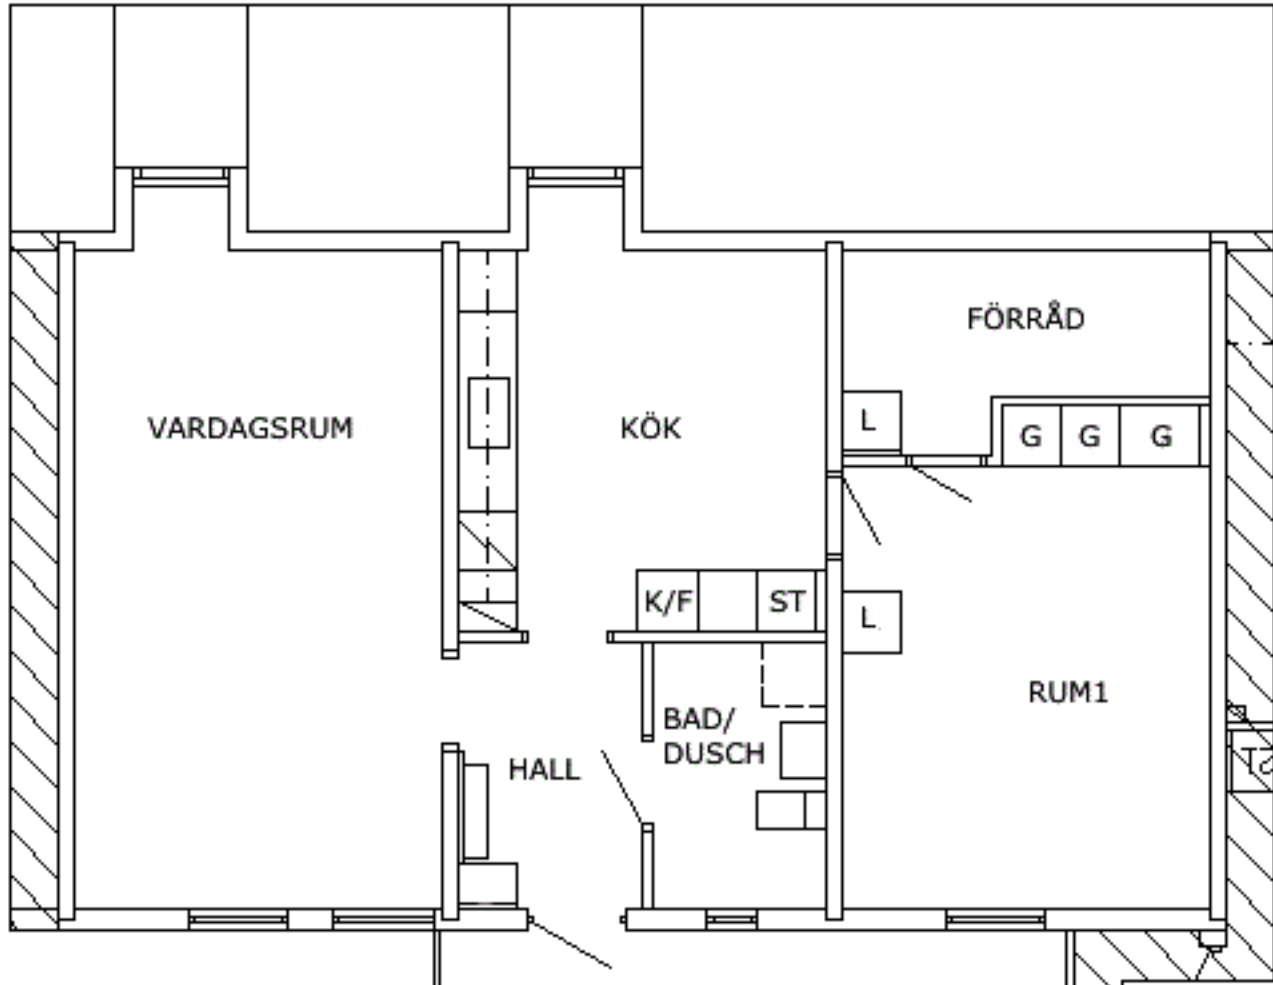 FÖRRÅD
VARDAGSRUM
KÖK
L
G
G
G
K/F
ST
L
RUM1
BAD/
DUSCH
HALL